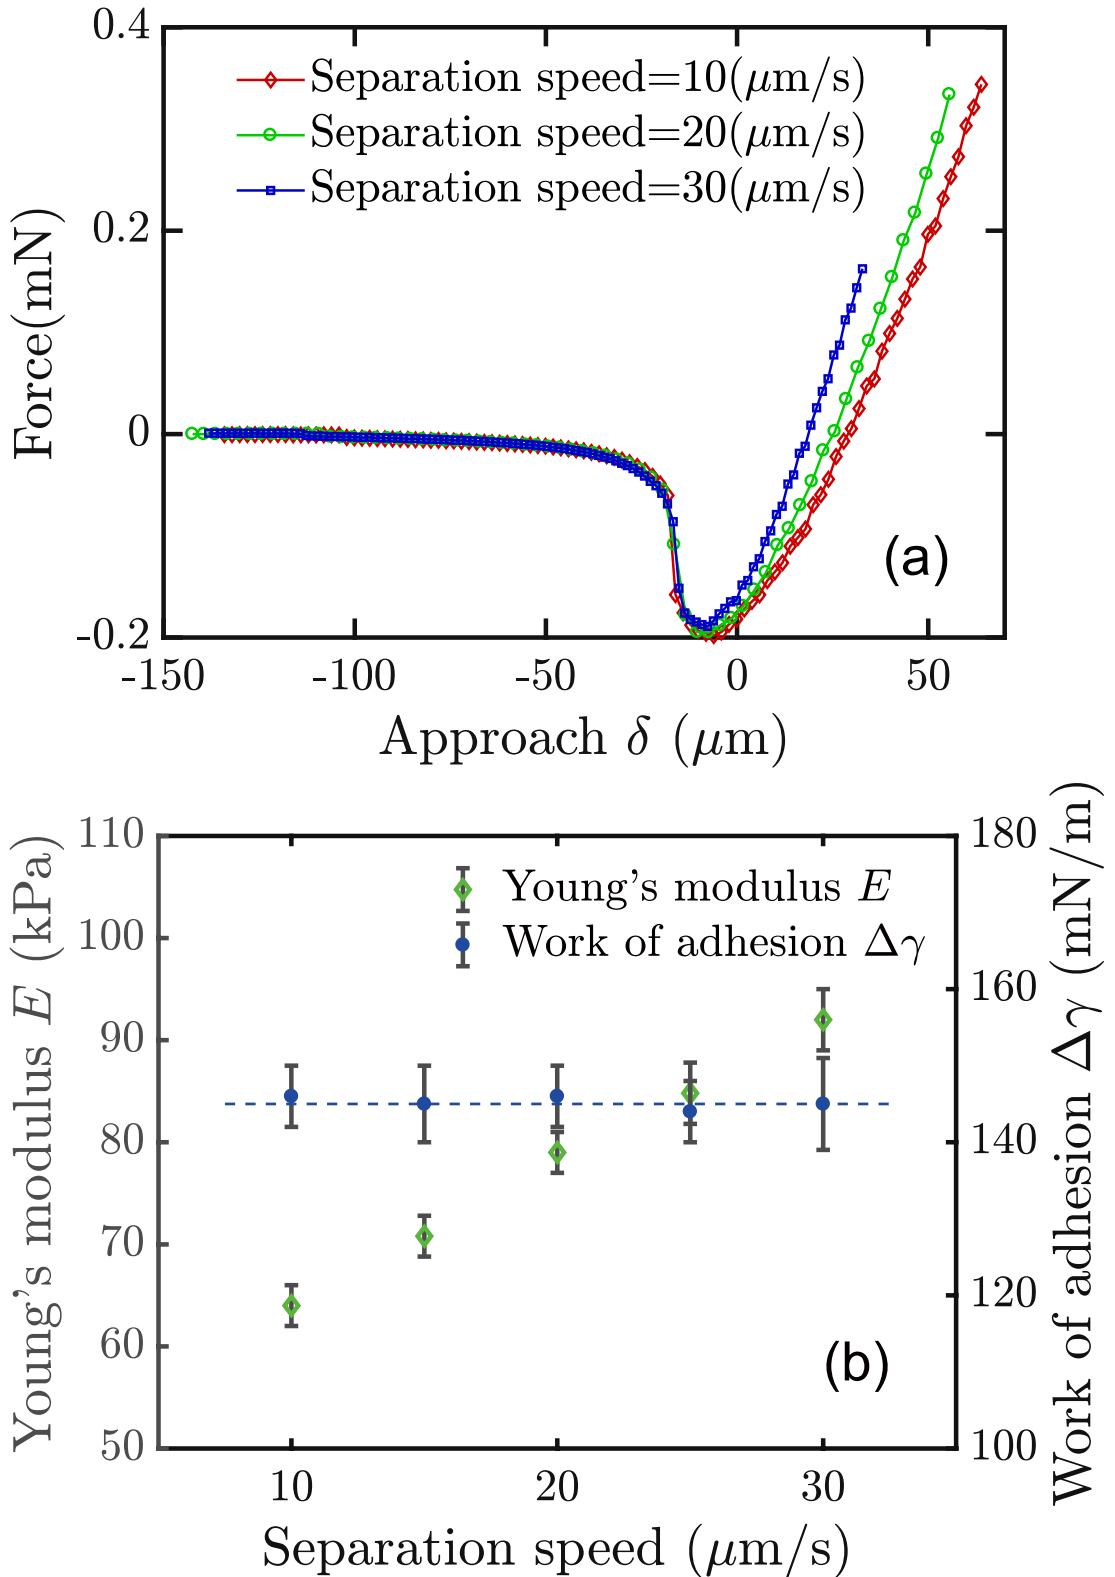 0.4
0.2
0
-0.2
Force(mN)
Separation speed=10(μm/s)
Separation speed=20(μm/s)
Separation speed=30(μm/s)
(a)
-150 -100 -50 0 50
Approach δ (μm)
110
100
90
80
70
60
50
Young's modulus E (kPa)
Young's modulus E
Work of adhesion Δγ
(b)
180
160
140
120
100
Work of adhesion Δγ (mN/m)
10 20 30
Separation speed (μm/s)